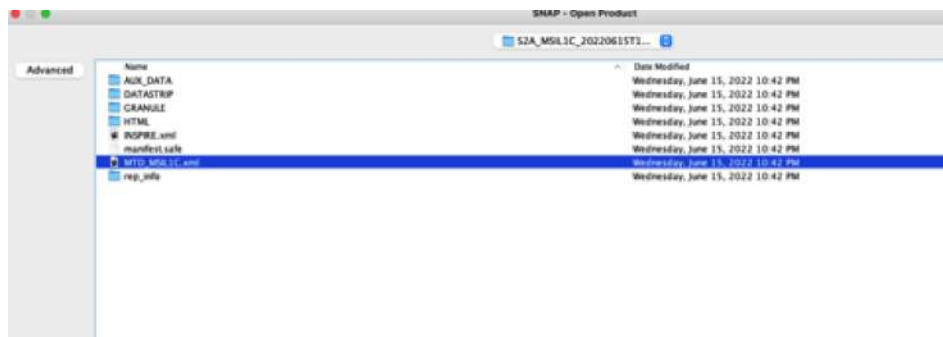 SNAP - Open Product
S2A_MSIL1C_20220615T1...
Advanced
Name Date Modified
AUX_DATA Wednesday, June 15, 2022 10:42 PM
DATASTRIP Wednesday, June 15, 2022 10:42 PM
GRANULE Wednesday, June 15, 2022 10:42 PM
HTML Wednesday, June 15, 2022 10:42 PM
INSPIRE.xml Wednesday, June 15, 2022 10:42 PM
manifest.safe Wednesday, June 15, 2022 10:42 PM
MTD_MSIL1C.xml Wednesday, June 15, 2022 10:42 PM
rep_info Wednesday, June 15, 2022 10:42 PM